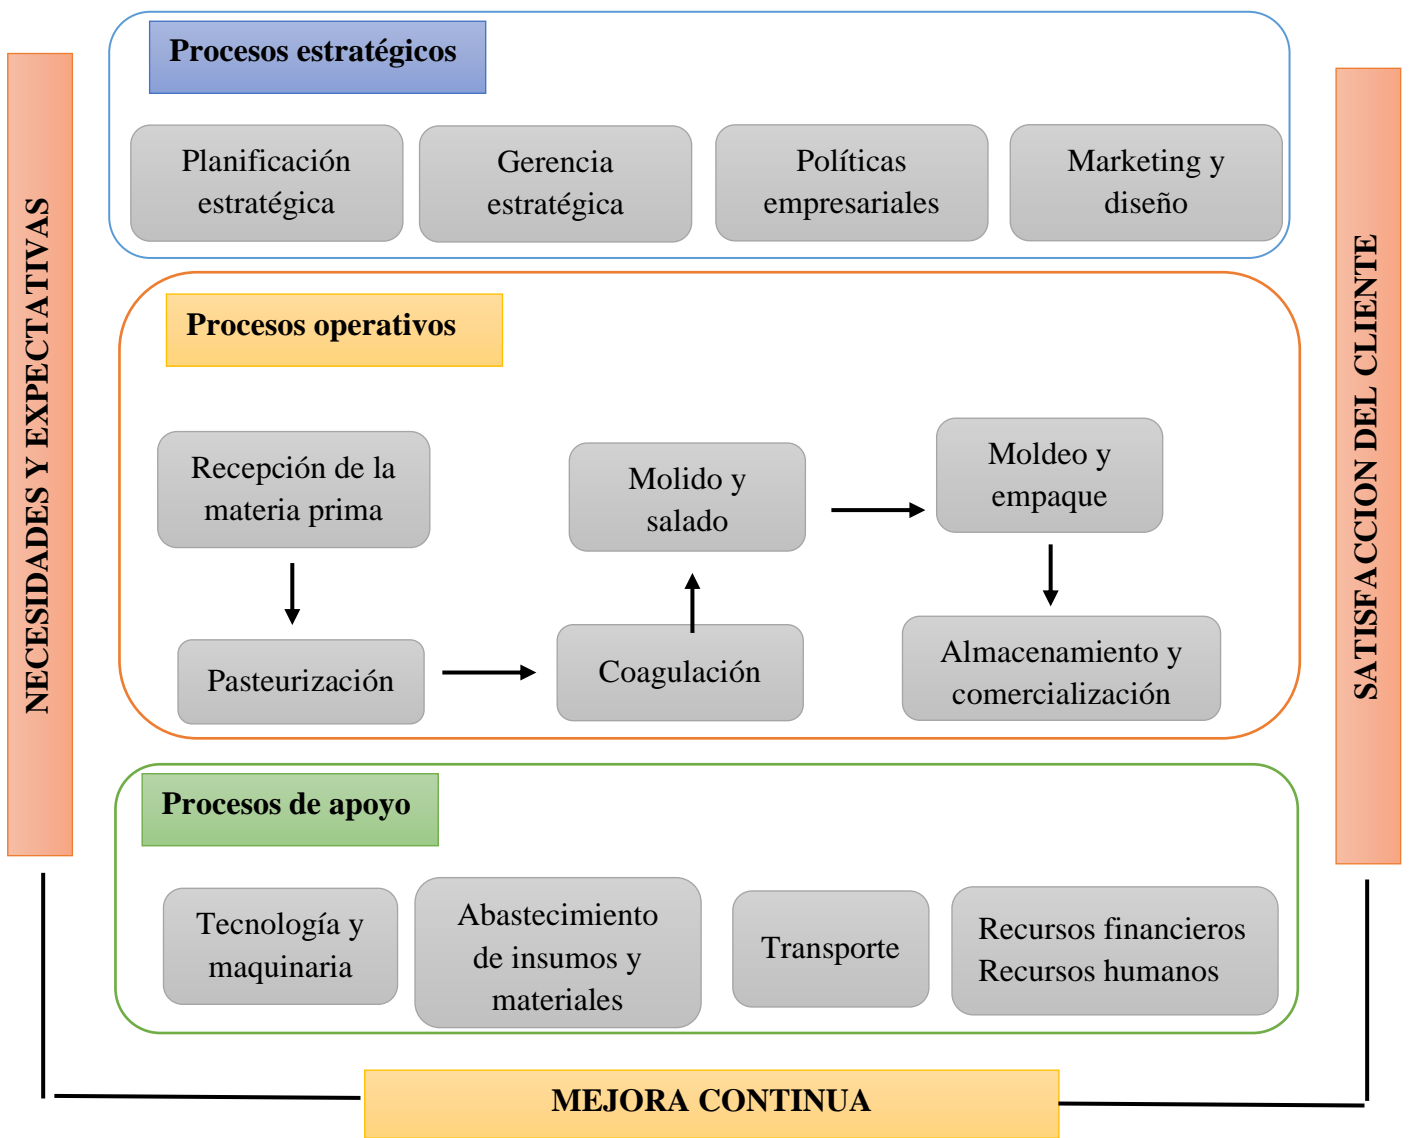 Procesos estratégicos
Planificación
estratégica
Gerencia
estratégica
Políticas
empresariales
Marketing y
diseño
NECESIDADES Y EXPECTATIVAS
Procesos operativos
Recepción de la
materia prima
Pasteurización
Coagulación
Molido y
salado
Moldeo y
empaque
Almacenamiento y
comercialización
SATISFACCION DEL CLIENTE
Procesos de apoyo
Tecnología y
maquinaria
Abastecimiento
de insumos y
materiales
Transporte
Recursos financieros
Recursos humanos
MEJORA CONTINUA